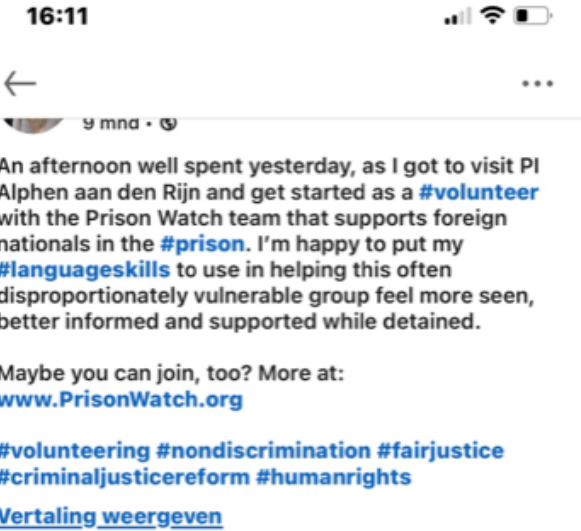 16:11
9 mnd •
An afternoon well spent yesterday, as I got to visit PI
Alphen aan den Rijn and get started as a #volunteer
with the Prison Watch team that supports foreign
nationals in the #prison. I'm happy to put my
#languageskills to use in helping this often
disproportionately vulnerable group feel more seen,
better informed and supported while detained.
Maybe you can join, too? More at:
www.PrisonWatch.org
#volunteering #nondiscrimination #fairjustice
#criminaljusticereform #humanrights
Vertaling weergeven